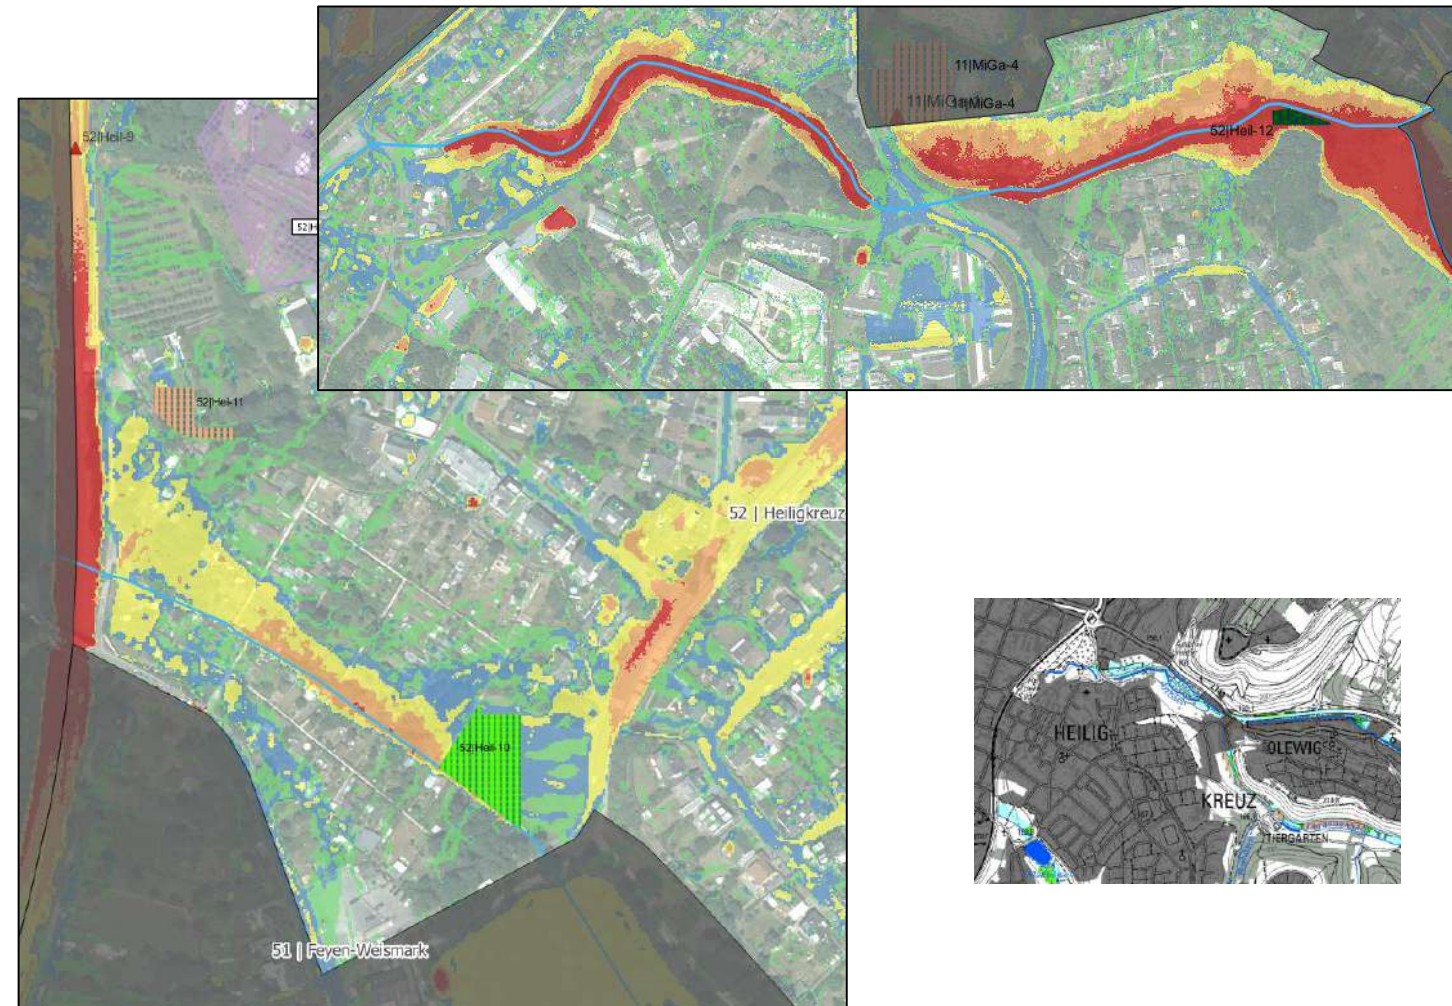 11|MiGa-4
11|MiGa-4
52|Heil-12
52|Heil-9
52|H
52|Heil-11
52 | Heiligkreuz
52|Heil-10
51 | Feyen-Weismark
HEILIG
OLEWIG
KREUZ
TIERGARTEN